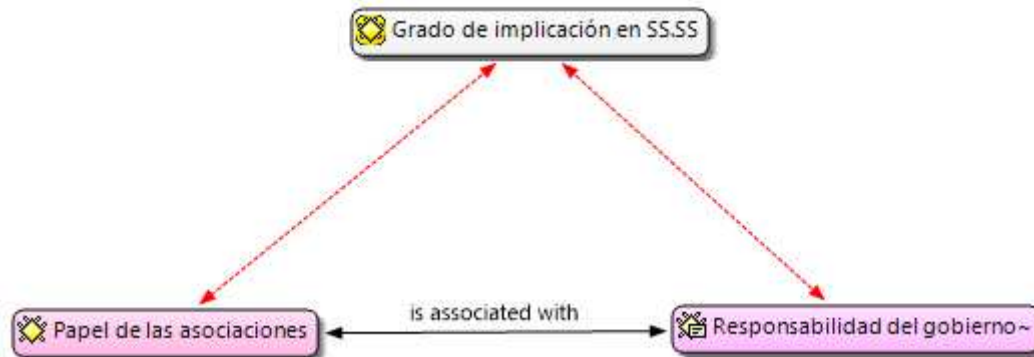 Grado de implicación en SS.SS
is associated with
Papel de las asociaciones
Responsabilidad del gobierno~